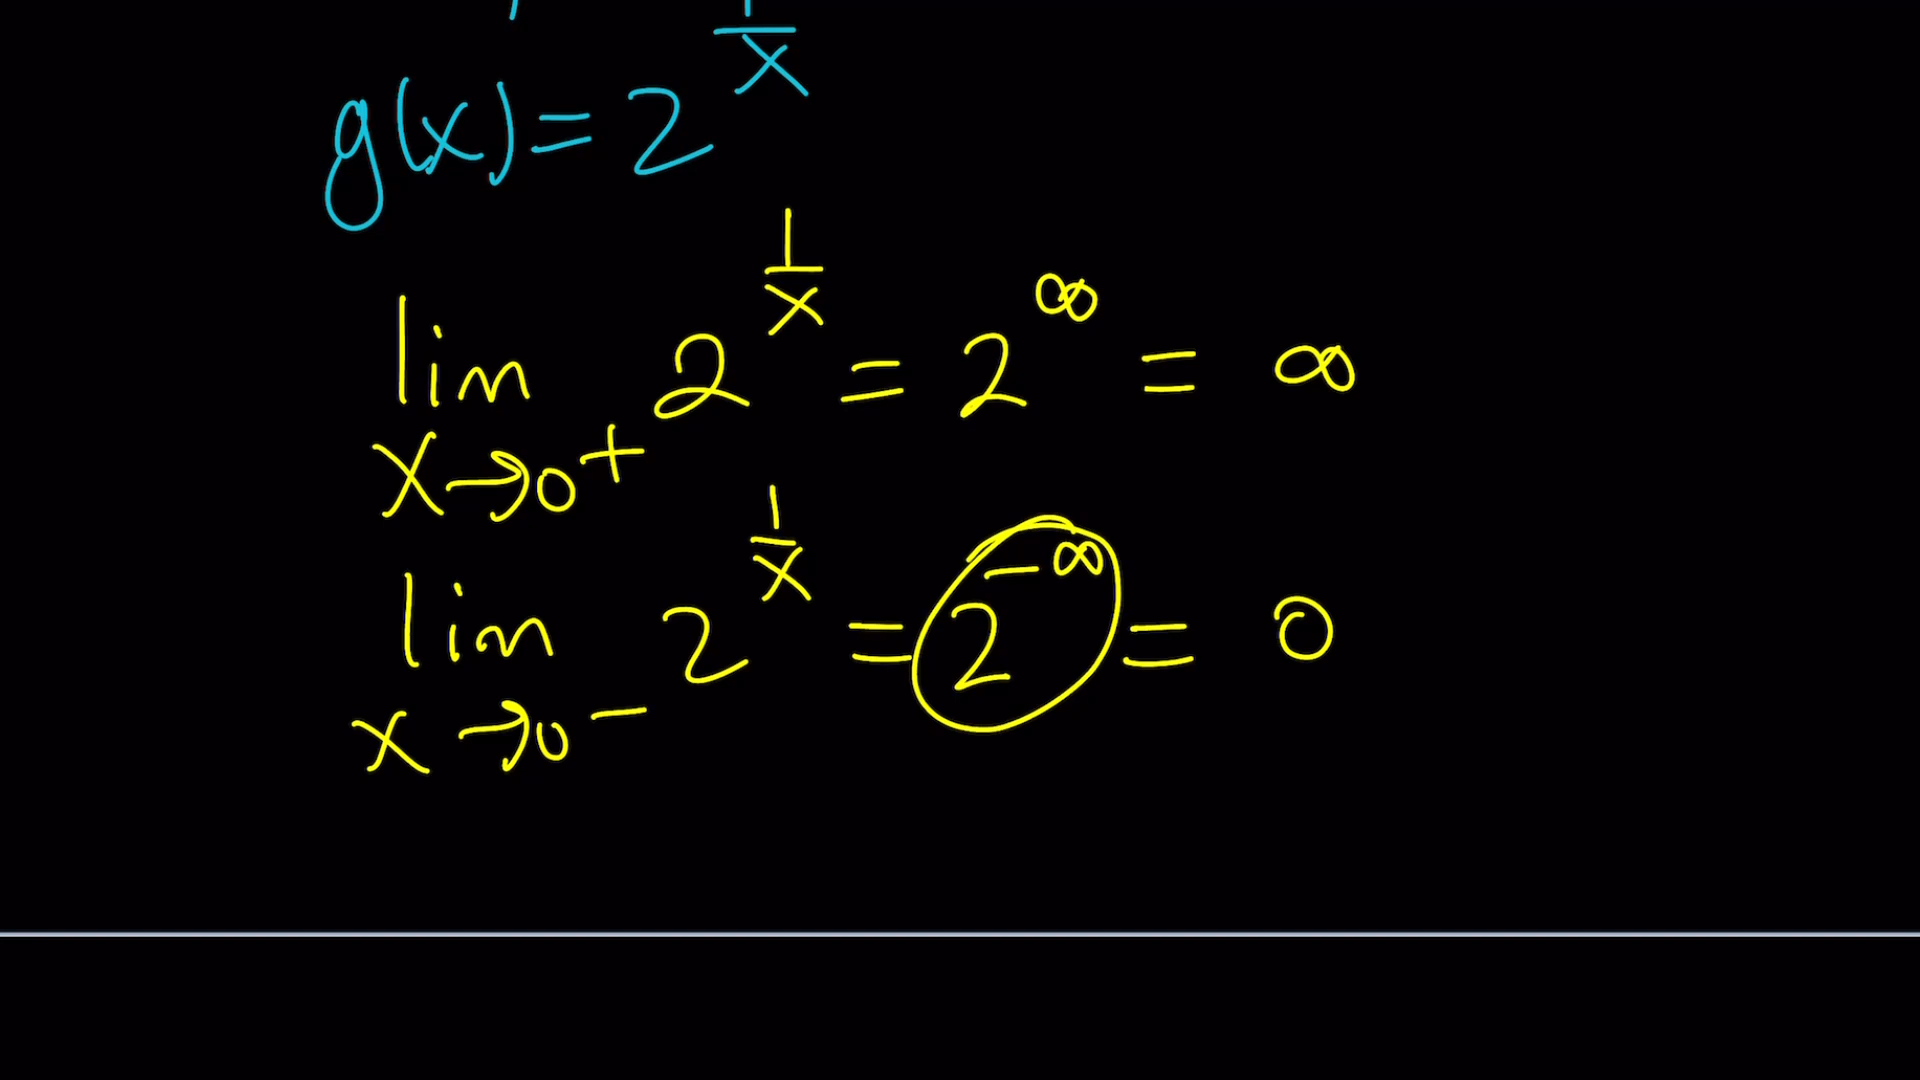 g(x) = 2^(1/x)
lim x→0⁺ 2^(1/x) = 2^∞ = ∞
lim x→0⁻ 2^(1/x) = 2^(-∞) = 0